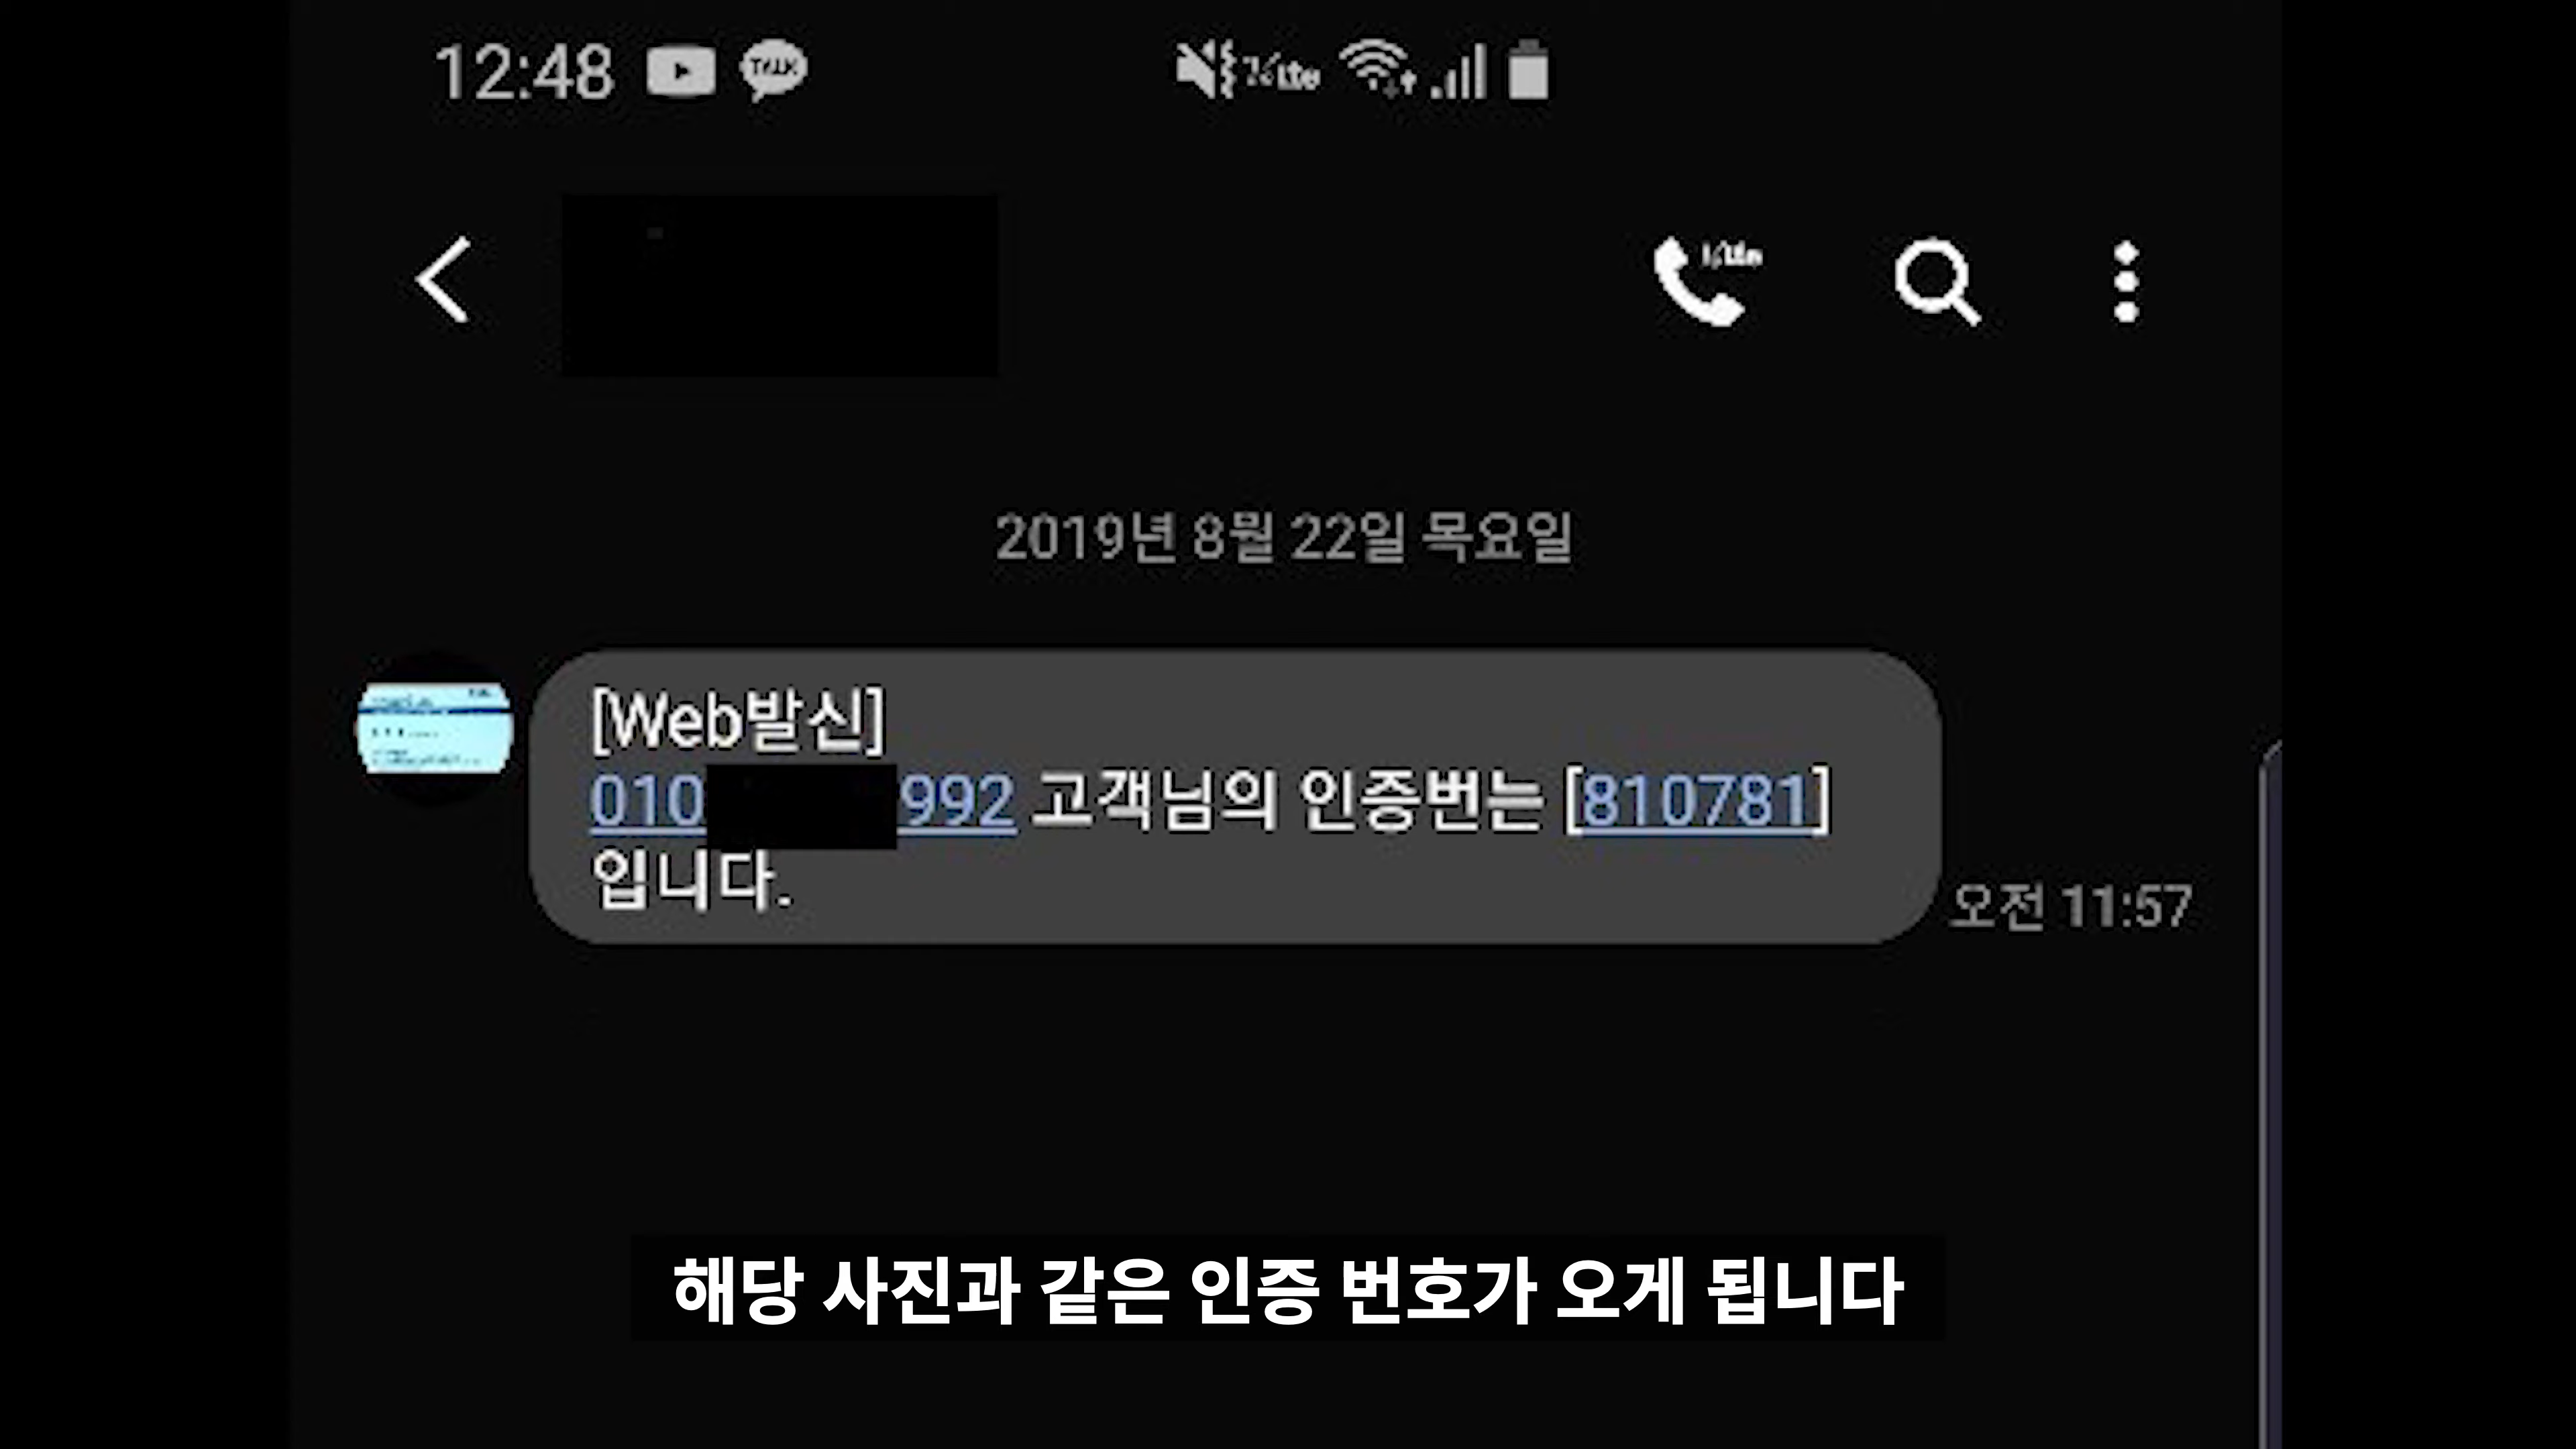 12:48 TALK
2019년 8월 22일 목요일
[Web발신]
010 992 고객님의 인증번는 [810781]
입니다.
오전 11:57
해당 사진과 같은 인증 번호가 오게 됩니다